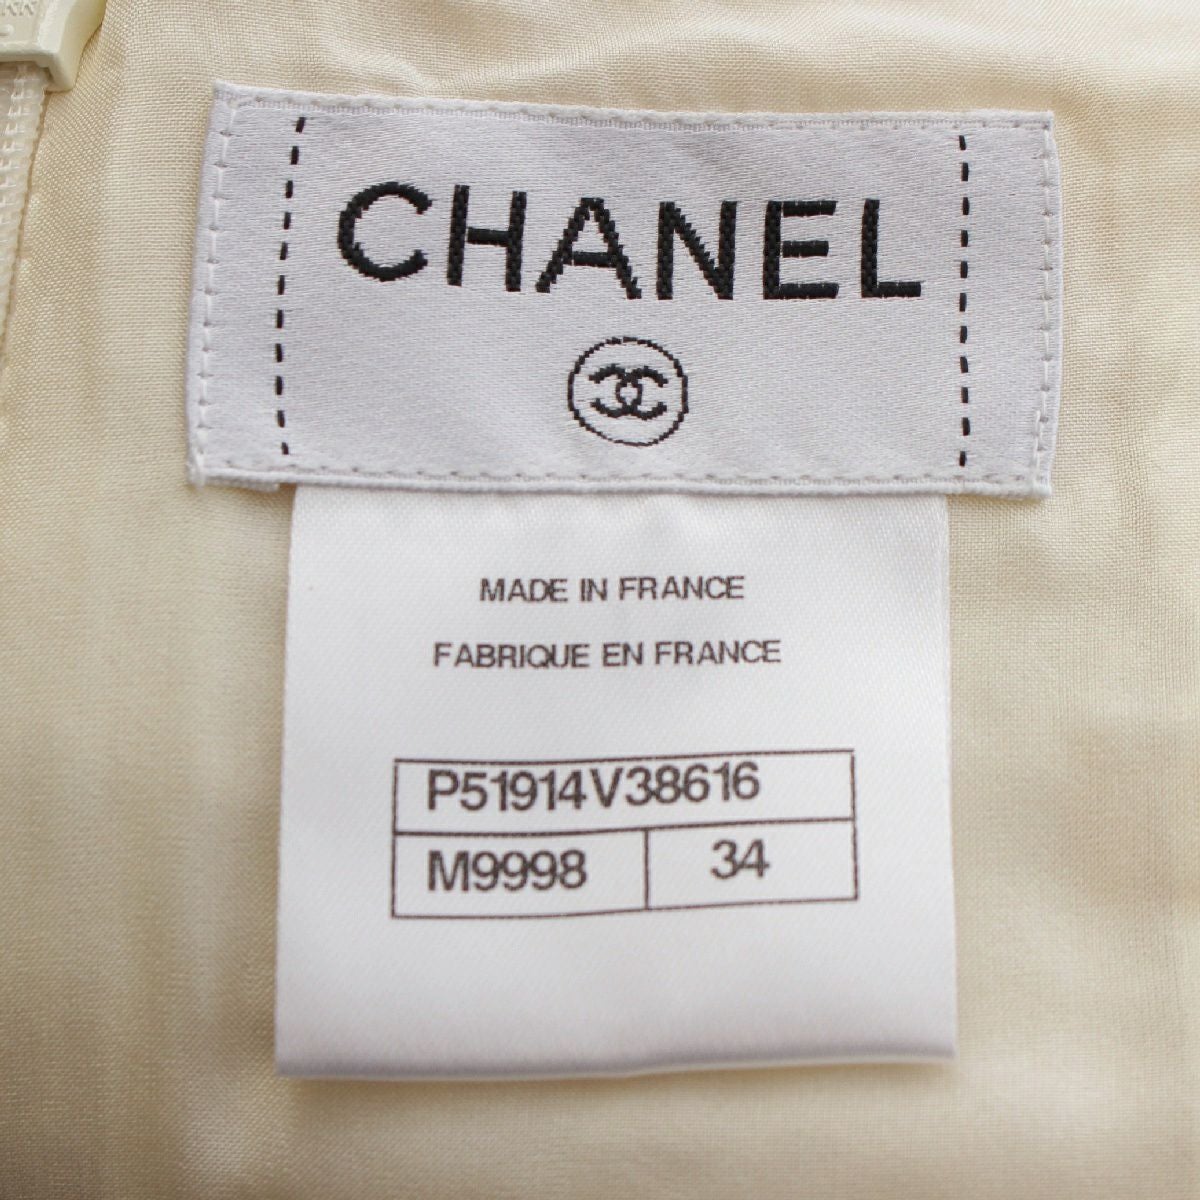 CHANEL
MADE IN FRANCE
FABRIQUE EN FRANCE
P51914V38616
M9998 34